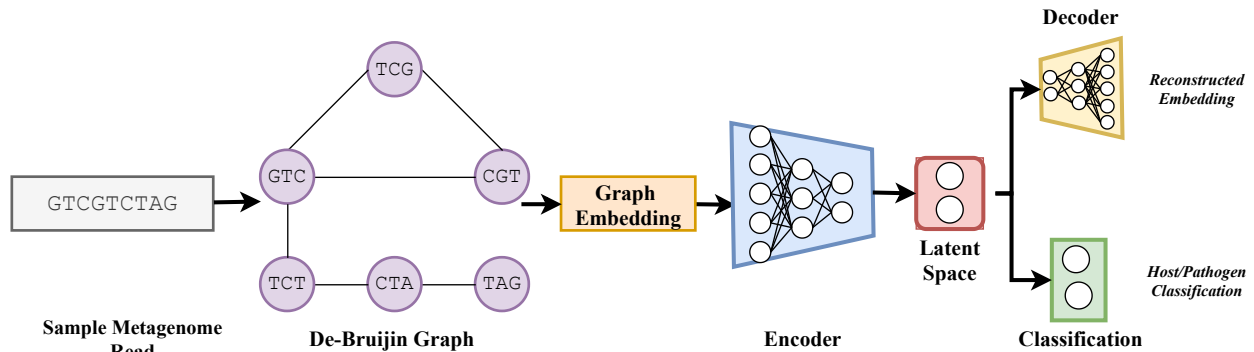 Decoder
TCG
Reconstructed
Embedding
GTCGTCTAG
GTC
CGT
Graph
Embedding
Latent
Space
TCT
CTA
TAG
Host/Pathogen
Classification
Sample Metagenome
Read
De-Bruijin Graph
Encoder
Classification